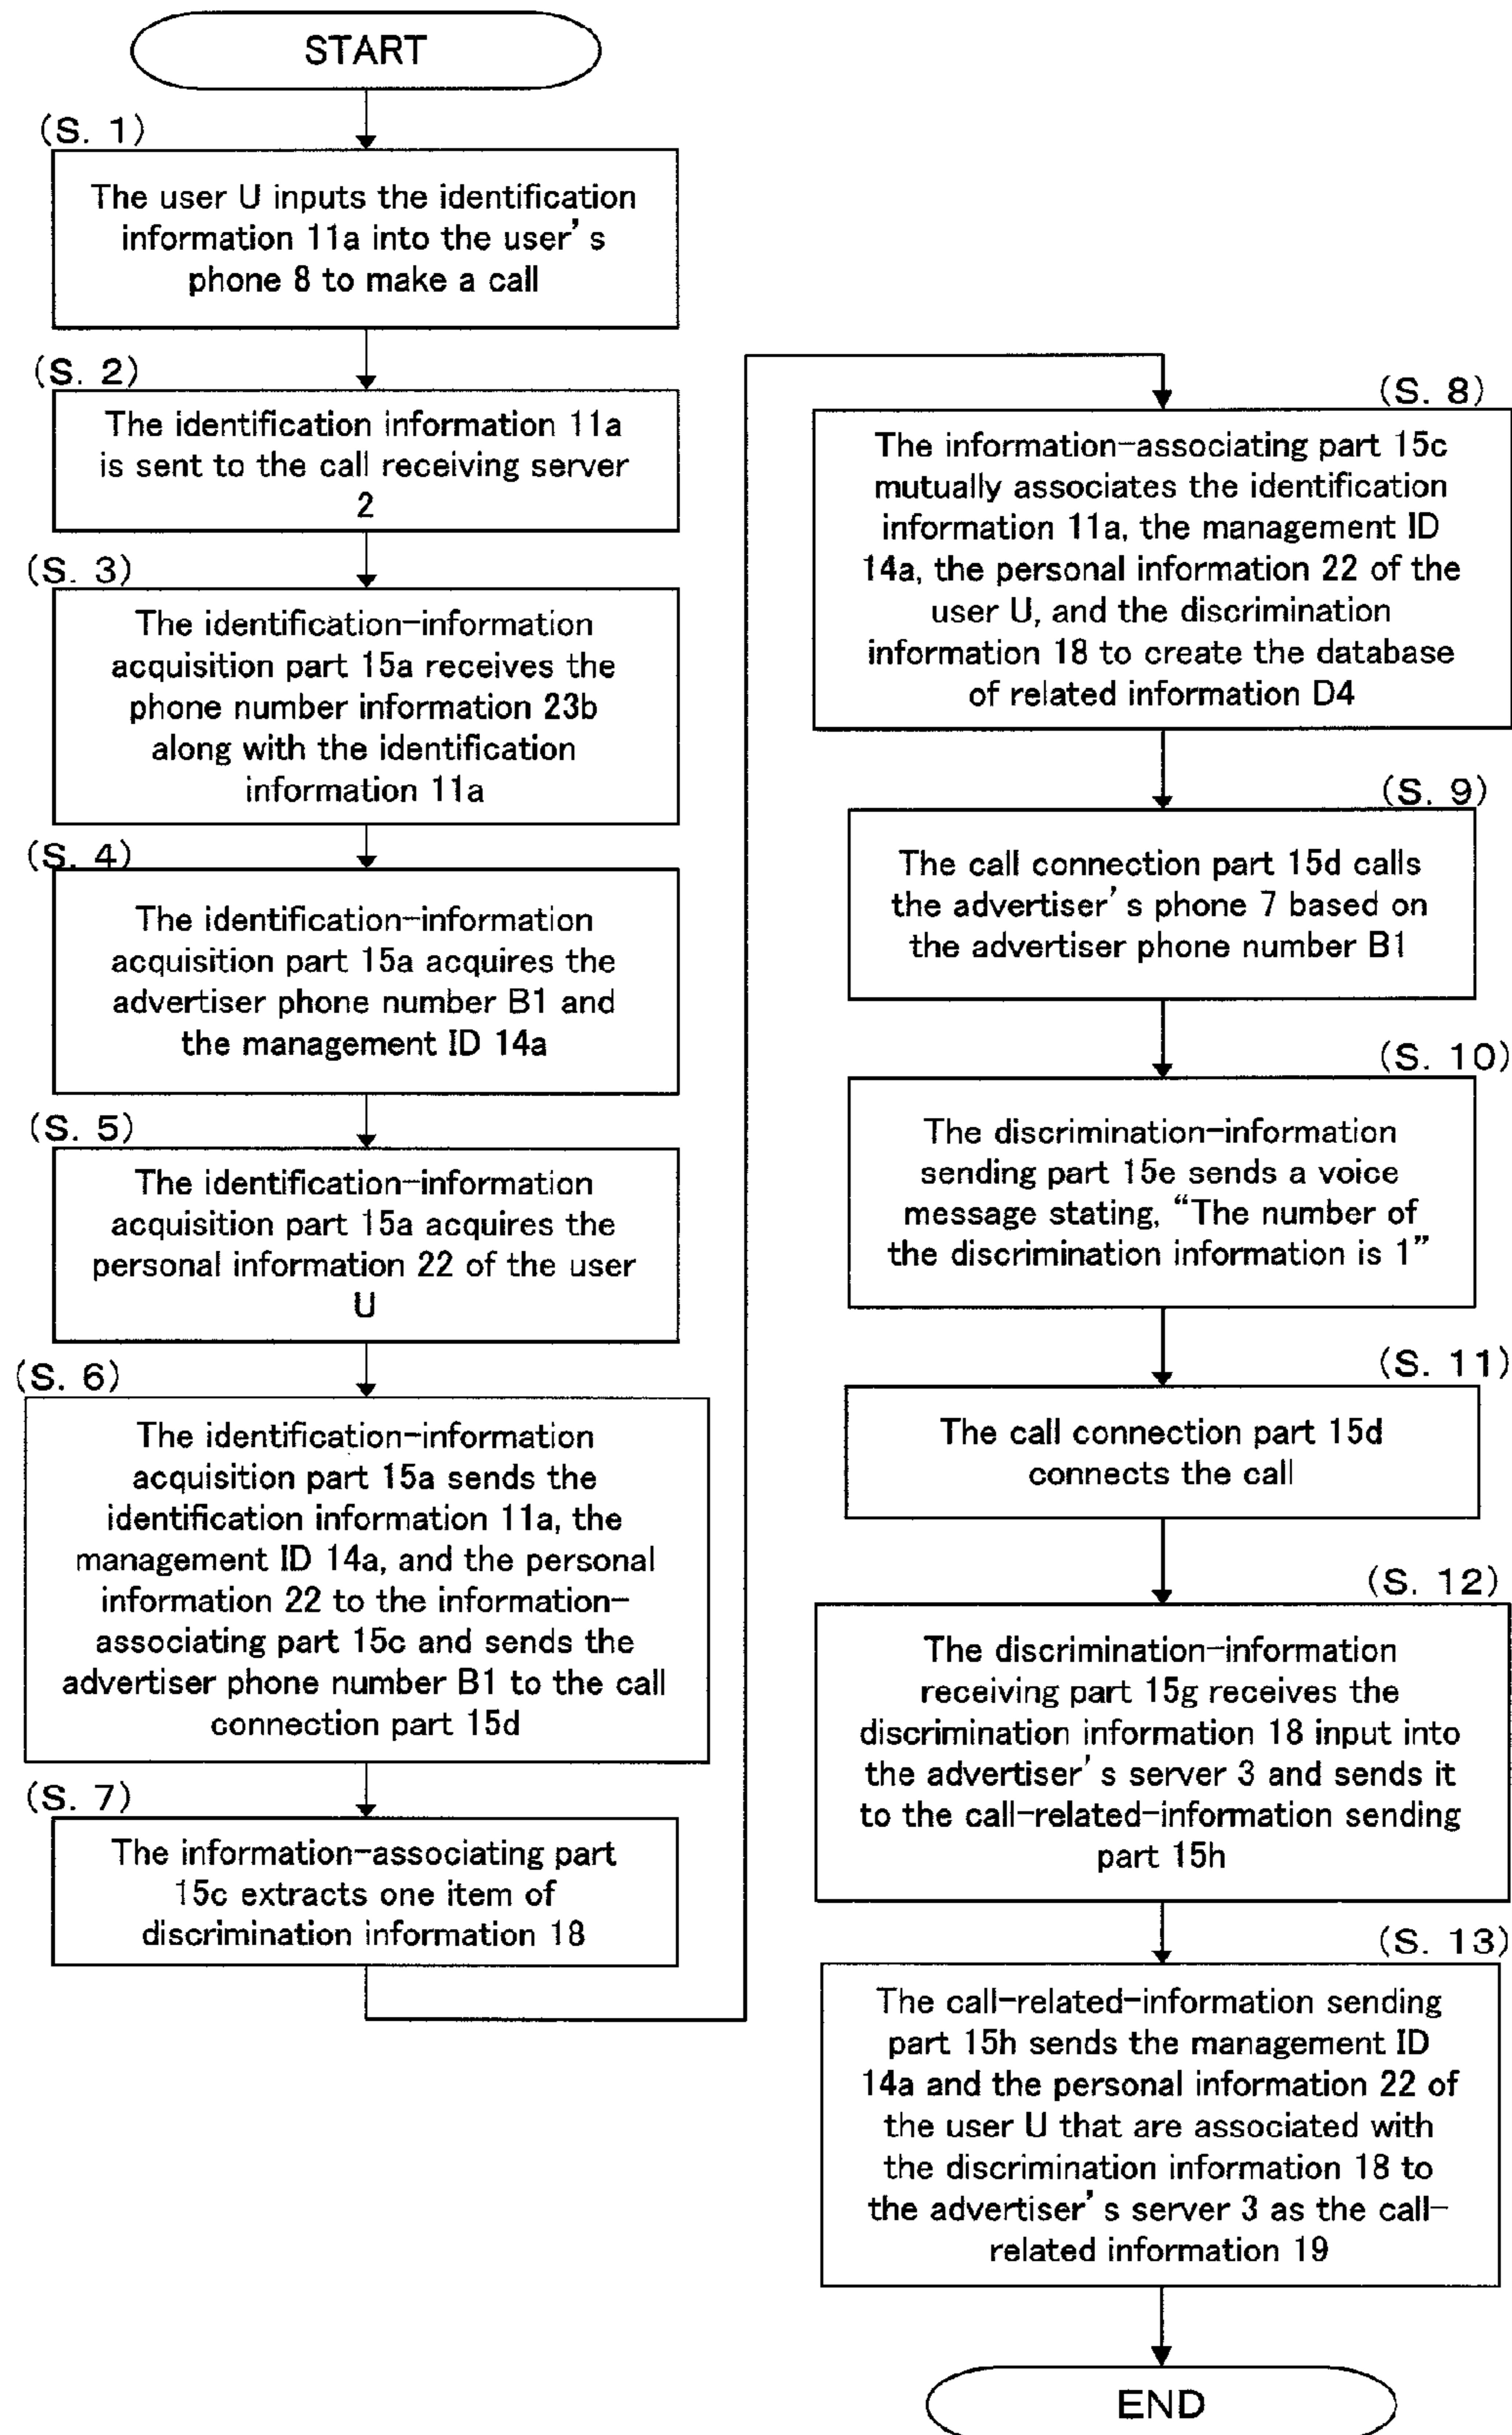 START
(S. 1)
The user U inputs the identification
information 11a into the user's
phone 8 to make a call
(S. 2)
The identification information 11a
is sent to the call receiving server
2
(S. 3)
The identification-information
acquisition part 15a receives the
phone number information 23b
along with the identification
information 11a
(S. 4)
The identification-information
acquisition part 15a acquires the
advertiser phone number B1 and
the management ID 14a
(S. 5)
The identification-information
acquisition part 15a acquires the
personal information 22 of the user
U
(S. 6)
The identification-information
acquisition part 15a sends the
identification information 11a, the
management ID 14a, and the personal
information 22 to the information-
associating part 15c and sends the
advertiser phone number B1 to the call
connection part 15d
(S. 7)
The information-associating part
15c extracts one item of
discrimination information 18
(S. 8)
The information-associating part 15c
mutually associates the identification
information 11a, the management ID
14a, the personal information 22 of the
user U, and the discrimination
information 18 to create the database
of related information D4
(S. 9)
The call connection part 15d calls
the advertiser's phone 7 based on
the advertiser phone number B1
(S. 10)
The discrimination-information
sending part 15e sends a voice
message stating, “The number of
the discrimination information is 1”
(S. 11)
The call connection part 15d
connects the call
(S. 12)
The discrimination-information
receiving part 15g receives the
discrimination information 18 input into
the advertiser's server 3 and sends it
to the call-related-information sending
part 15h
(S. 13)
The call-related-information sending
part 15h sends the management ID
14a and the personal information 22 of
the user U that are associated with
the discrimination information 18 to
the advertiser's server 3 as the call-
related information 19
END